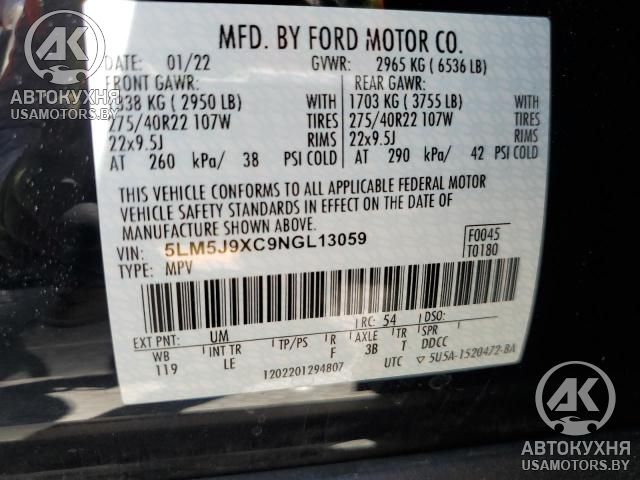 MFD. BY FORD MOTOR CO.
DATE: 01/22 GVWR: 2965 KG ( 6536 LB)
FRONT GAWR: REAR GAWR:
KG ( 2950 LB) WITH 1703 KG ( 3755 LB) WITH
275/40R22 107W TIRES 275/40R22 107W TIRES
22x9.5J RIMS 22x9.5J RIMS
AT 260 kPa/ 38 PSI COLD AT 290 kPa/ 42 PSI COLD
THIS VEHICLE CONFORMS TO ALL APPLICABLE FEDERAL MOTOR
VEHICLE SAFETY STANDARDS IN EFFECT ON THE DATE OF
MANUFACTURE SHOWN ABOVE.
VIN: 5LM5J9XC9NGL13059 F0045
TYPE: MPV T0180
EXT PNT: UM RC: 54 DSO:
WB INT TR TP/PS R AXLE TR SPR
119 LE F 3B T DDCC
1202201294807 UTC ▽ 5U5A-1520472-BA
АК
АВТОКУХНЯ
USAMOTORS.BY
АК
АВТОКУХНЯ
USAMOTORS.BY